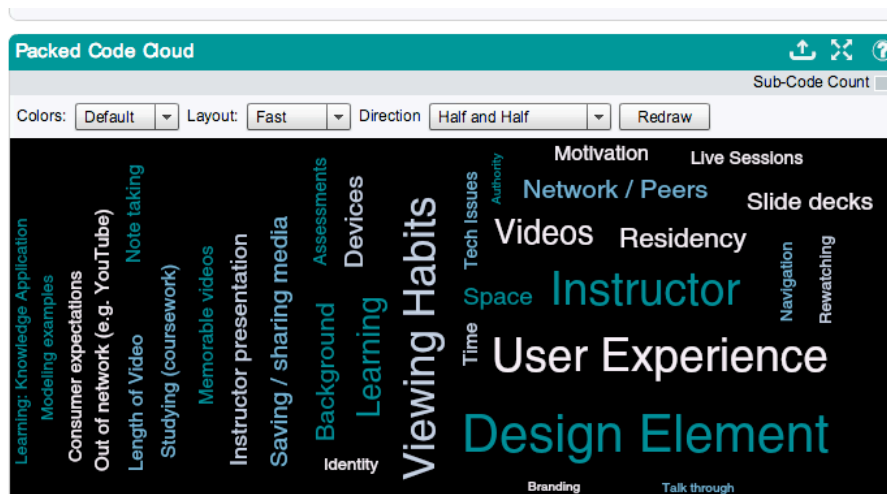 Packed Code Cloud
Sub-Code Count
Colors: Default Layout: Fast Direction Half and Half Redraw
Learning: Knowledge Application
Modeling examples
Consumer expectations
Out of network (e.g. YouTube)
Note taking
Length of Video
Studying (coursework)
Memorable videos
Instructor presentation
Saving / sharing media
Assessments
Background
Devices
Learning
Identity
Viewing Habits
Tech Issues
Authority
Motivation
Live Sessions
Network / Peers
Slide decks
Videos
Residency
Space
Instructor
Navigation
Rewatching
Time
User Experience
Design Element
Branding
Talk through